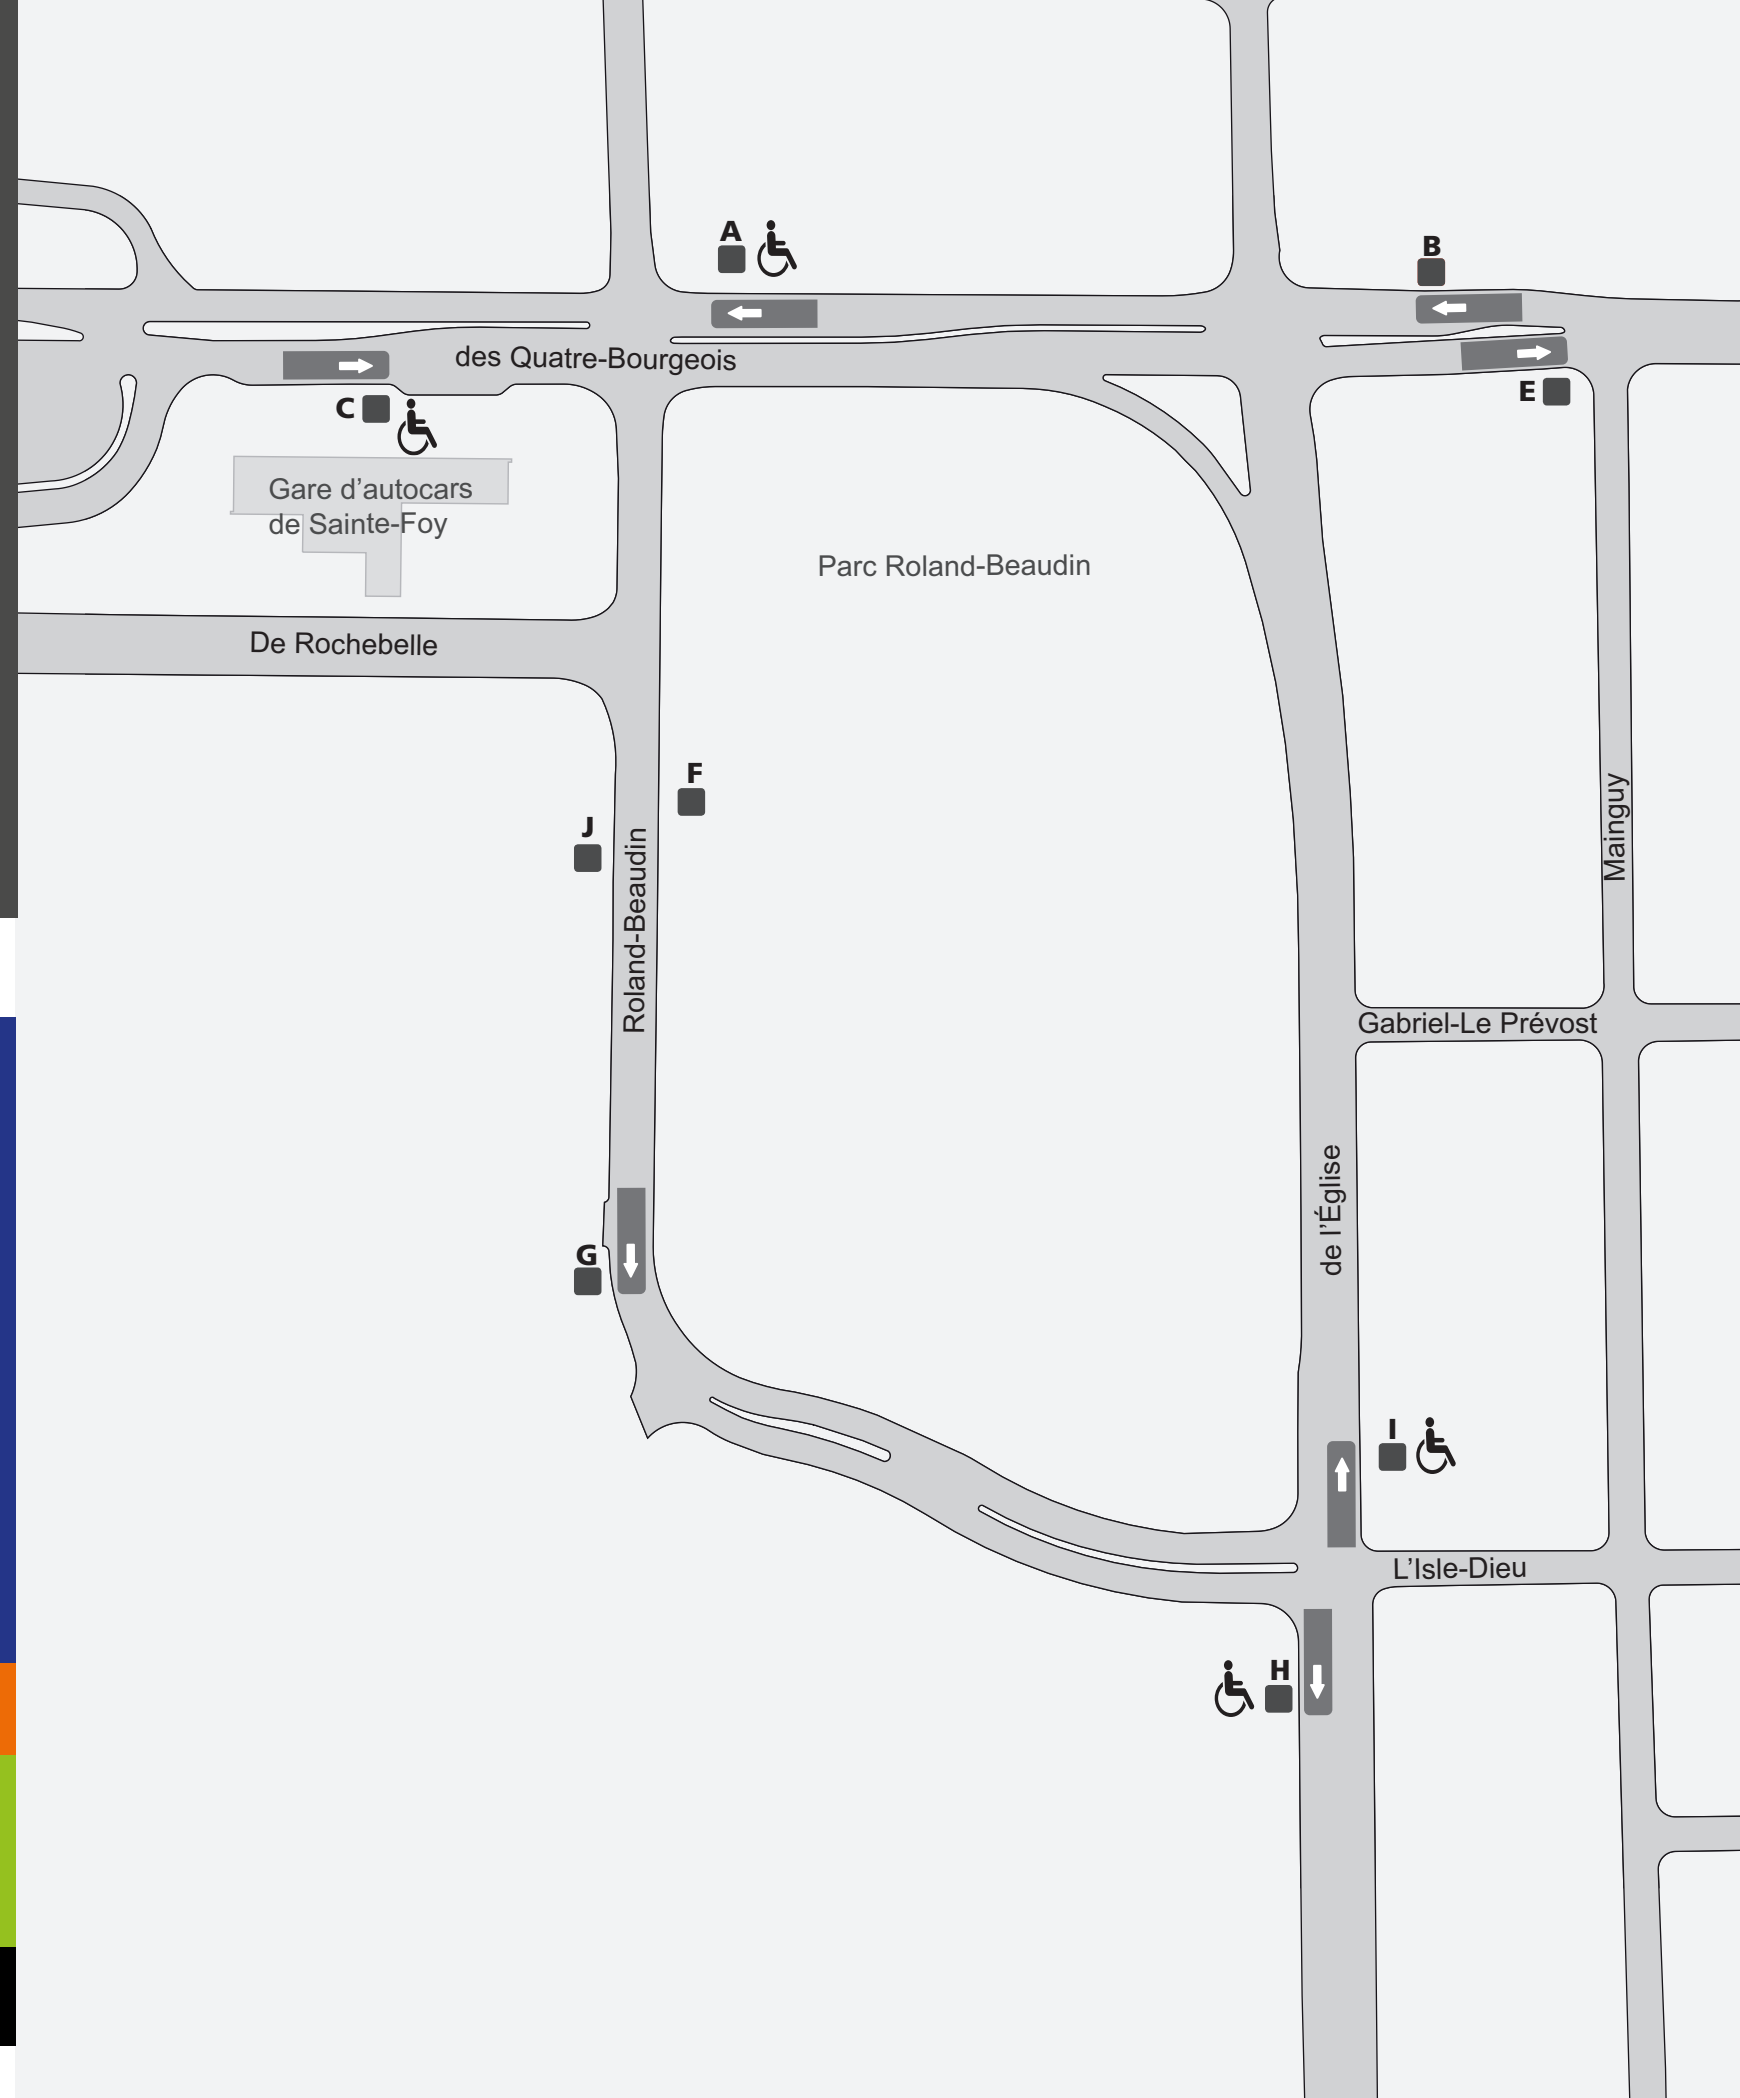 A
B
des Quatre-Bourgeois
E
C
Gare d’autocars
de Sainte-Foy
Parc Roland-Beaudin
De Rochebelle
F
J
Mainguy
Roland-Beaudin
Gabriel-Le Prévost
de l’Église
G
I
L’Isle-Dieu
H